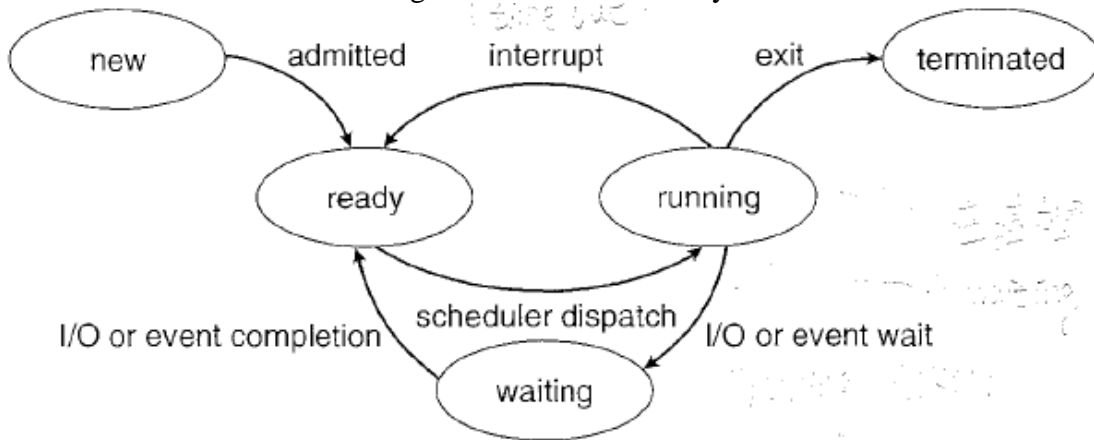 new
admitted
interrupt
exit
terminated
ready
running
I/O or event completion
scheduler dispatch
I/O or event wait
waiting